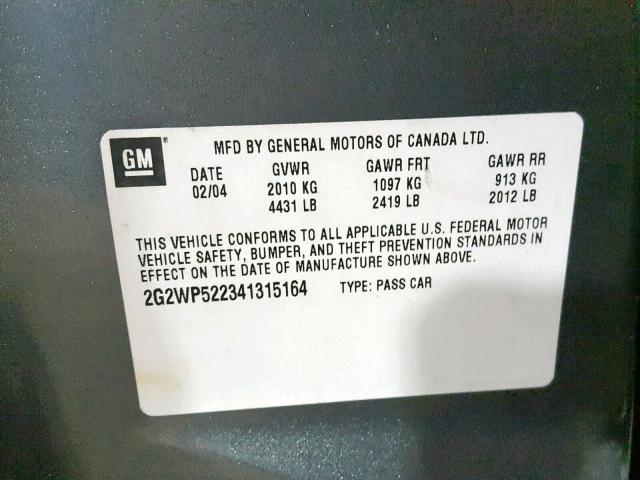 GM ®
MFD BY GENERAL MOTORS OF CANADA LTD.
DATE GVWR GAWR FRT GAWR RR
02/04 2010 KG 1097 KG 913 KG
4431 LB 2419 LB 2012 LB
THIS VEHICLE CONFORMS TO ALL APPLICABLE U.S. FEDERAL MOTOR
VEHICLE SAFETY, BUMPER, AND THEFT PREVENTION STANDARDS IN
EFFECT ON THE DATE OF MANUFACTURE SHOWN ABOVE.
2G2WP522341315164 TYPE: PASS CAR